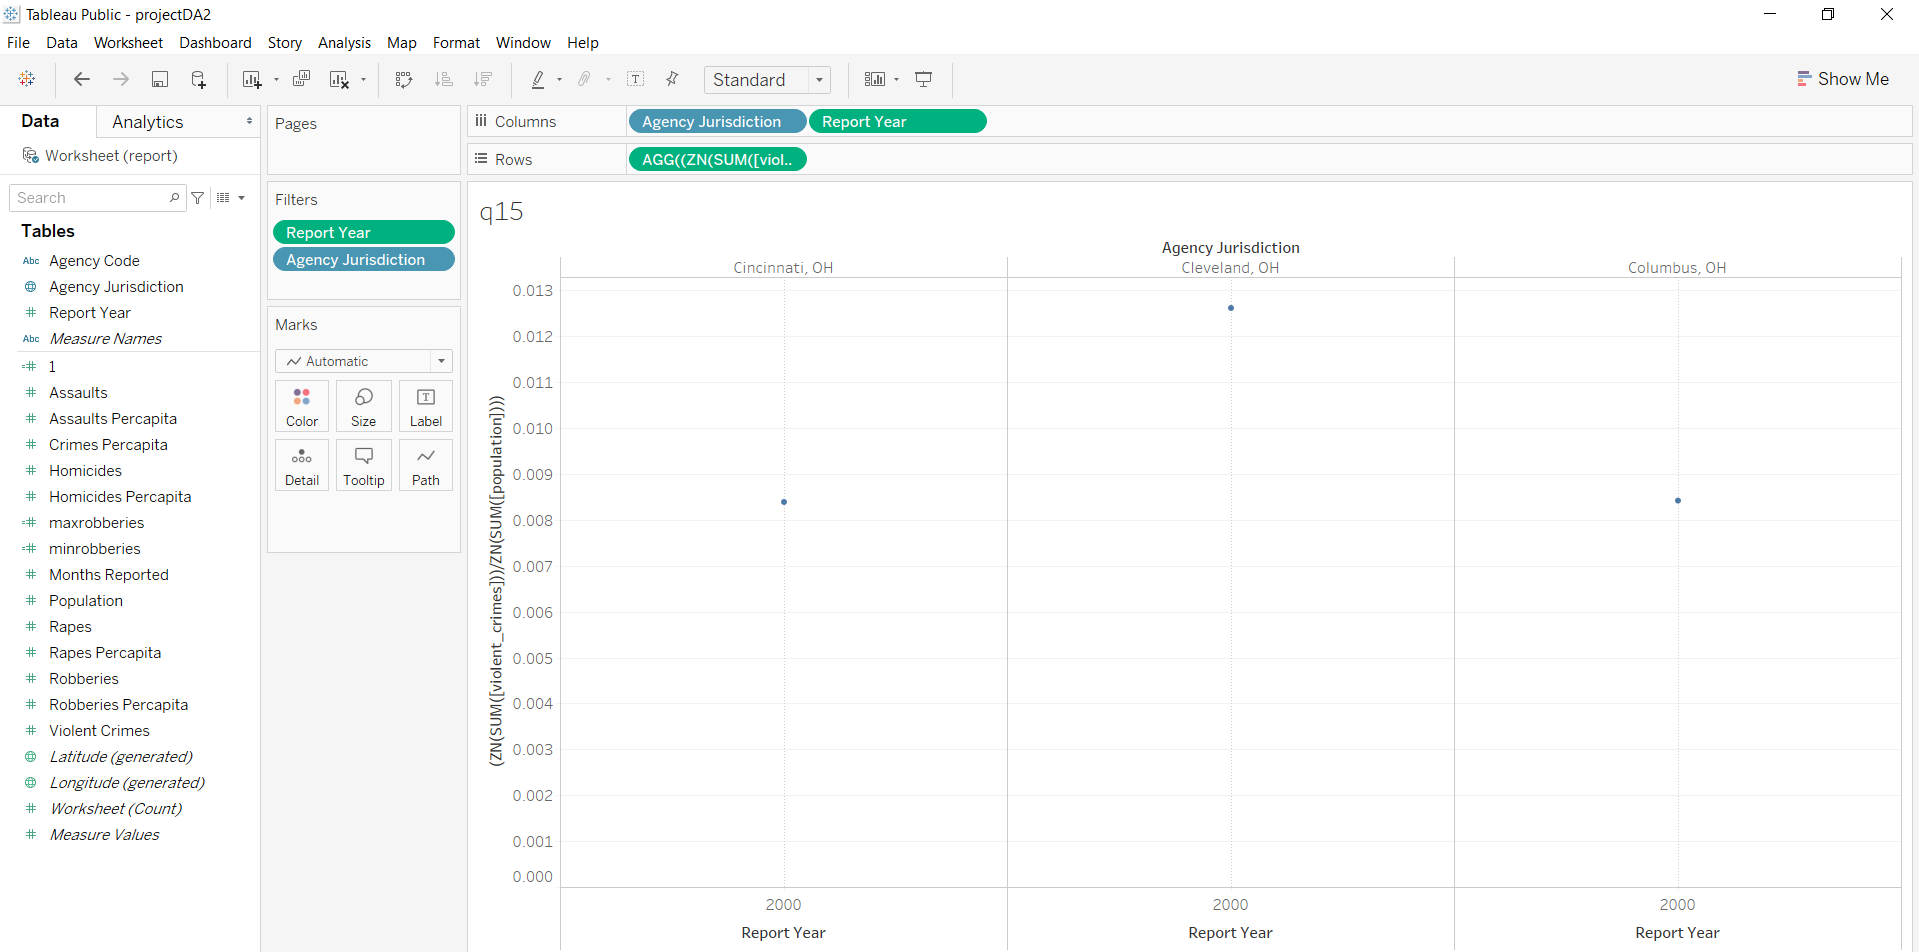 Tableau Public - projectDA2
File Data Worksheet Dashboard Story Analysis Map Format Window Help
Standard
Show Me
Data
Analytics
Worksheet (report)
Search
Tables
Abc Agency Code
Agency Jurisdiction
# Report Year
Abc Measure Names
=# 1
# Assaults
# Assaults Percapita
# Crimes Percapita
# Homicides
# Homicides Percapita
=# maxrobberies
=# minrobberies
# Months Reported
# Population
# Rapes
# Rapes Percapita
# Robberies
# Robberies Percapita
# Violent Crimes
Latitude (generated)
Longitude (generated)
# Worksheet (Count)
# Measure Values
Pages
Filters
Report Year
Agency Jurisdiction
Marks
Automatic
Color
Size
T
Label
Detail
Tooltip
Path
iii Columns
Agency Jurisdiction
Report Year
Rows
AGG((ZN(SUM([viol..
q15
Agency Jurisdiction
Cincinnati, OH
Cleveland, OH
Columbus, OH
(ZN(SUM([violent_crimes]))/ZN(SUM([population])))
0.013
0.012
0.011
0.010
0.009
0.008
0.007
0.006
0.005
0.004
0.003
0.002
0.001
0.000
2000
2000
2000
Report Year
Report Year
Report Year